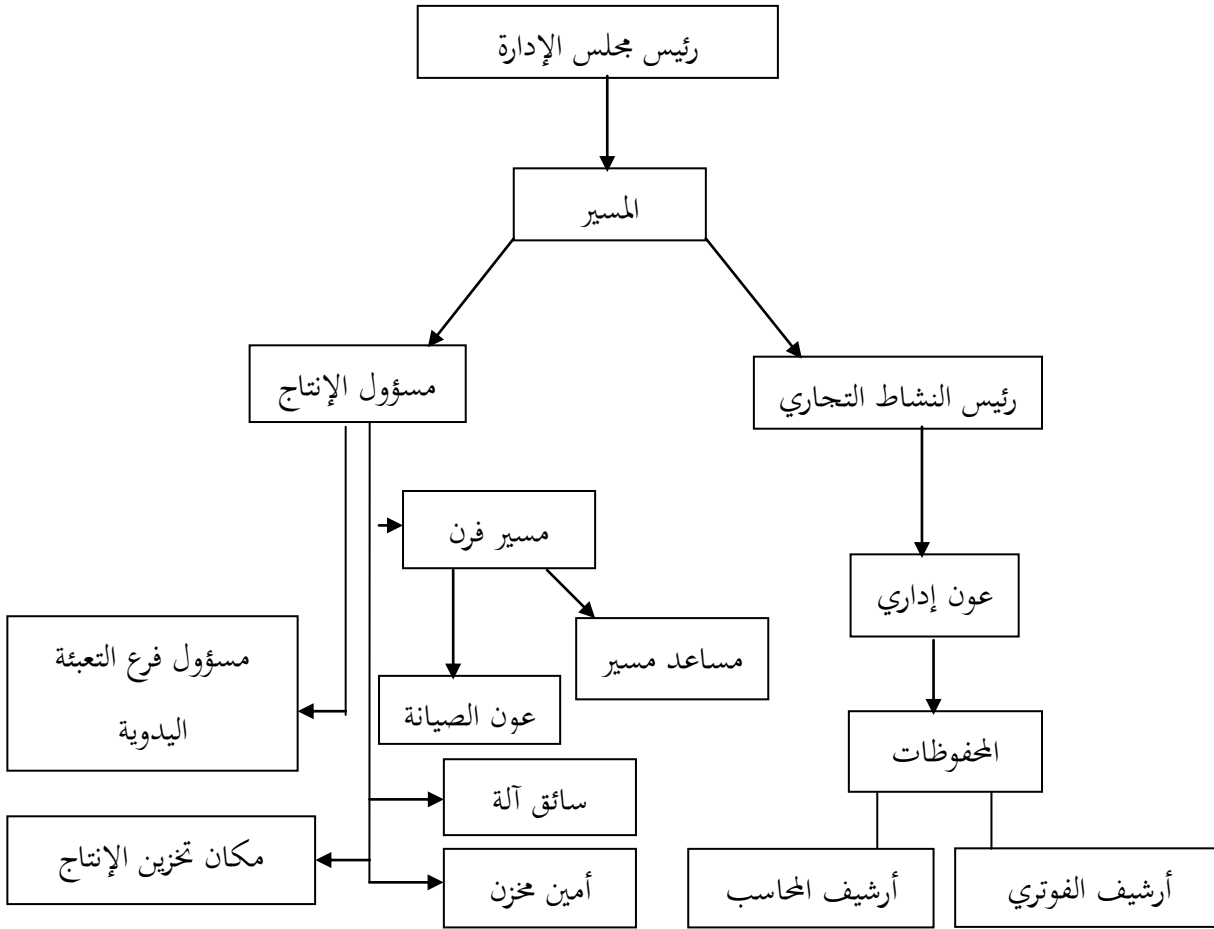 رئيس مجلس الإدارة
المسير
رئيس النشاط التجاري
مسؤول الإنتاج
مسير فرن
عون إداري
مساعد مسير
مسؤول فرع التعبئة
اليدوية
عون الصيانة
المحفوظات
سائق آلة
مكان تخزين الإنتاج
أمين مخزن
أرشيف الفوتري
أرشيف المحاسب